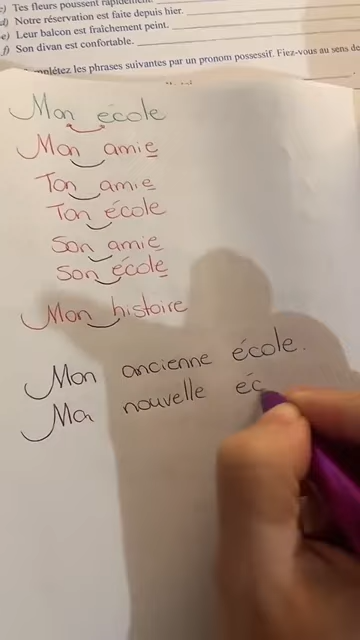 c) Tes fleurs poussent rapidement.
d) Notre réservation est faite depuis hier.
e) Leur balcon est fraîchement peint.
f) Son divan est confortable.
mplétez les phrases suivantes par un pronom possessif. Fiez-vous au sens de
Mon école
Mon amie
Ton amie
Ton école
Son amie
Son école
Mon histoire
Mon ancienne école.
Ma nouvelle éc